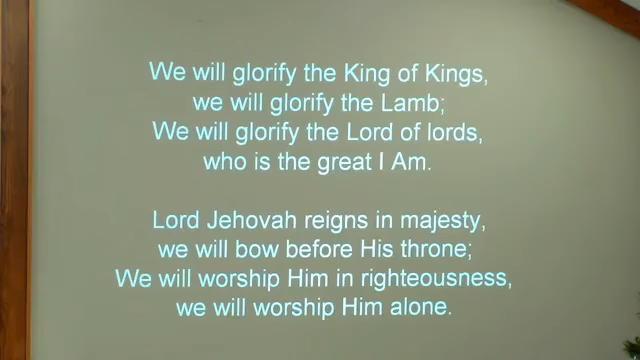 We will glorify the King of Kings,
we will glorify the Lamb;
We will glorify the Lord of lords,
who is the great I Am.
Lord Jehovah reigns in majesty,
we will bow before His throne;
We will worship Him in righteousness,
we will worship Him alone.